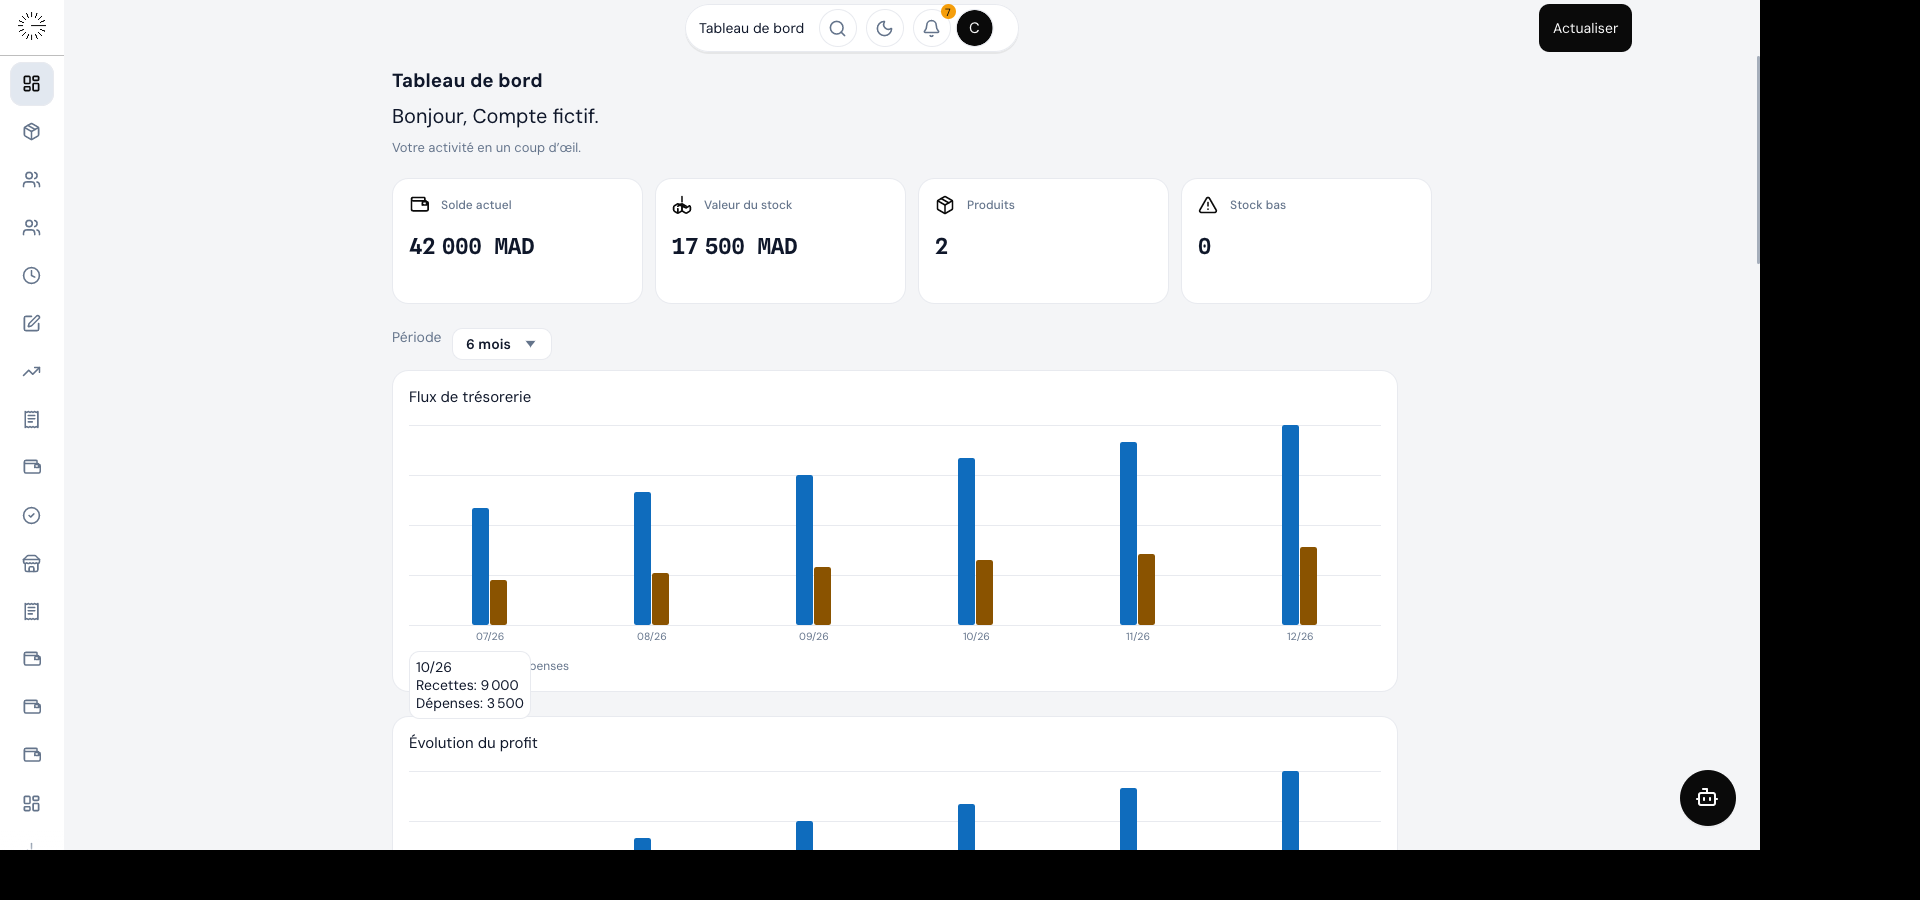 Tableau de bord
7
C
Actualiser
Tableau de bord
Bonjour, Compte fictif.
Votre activité en un coup d’œil.
Solde actuel
42 000 MAD
Valeur du stock
17 500 MAD
Produits
2
Stock bas
0
Période
6 mois
Flux de trésorerie
07/26
08/26
09/26
10/26
11/26
12/26
10/26
Recettes: 9 000
Dépenses: 3 500
Évolution du profit